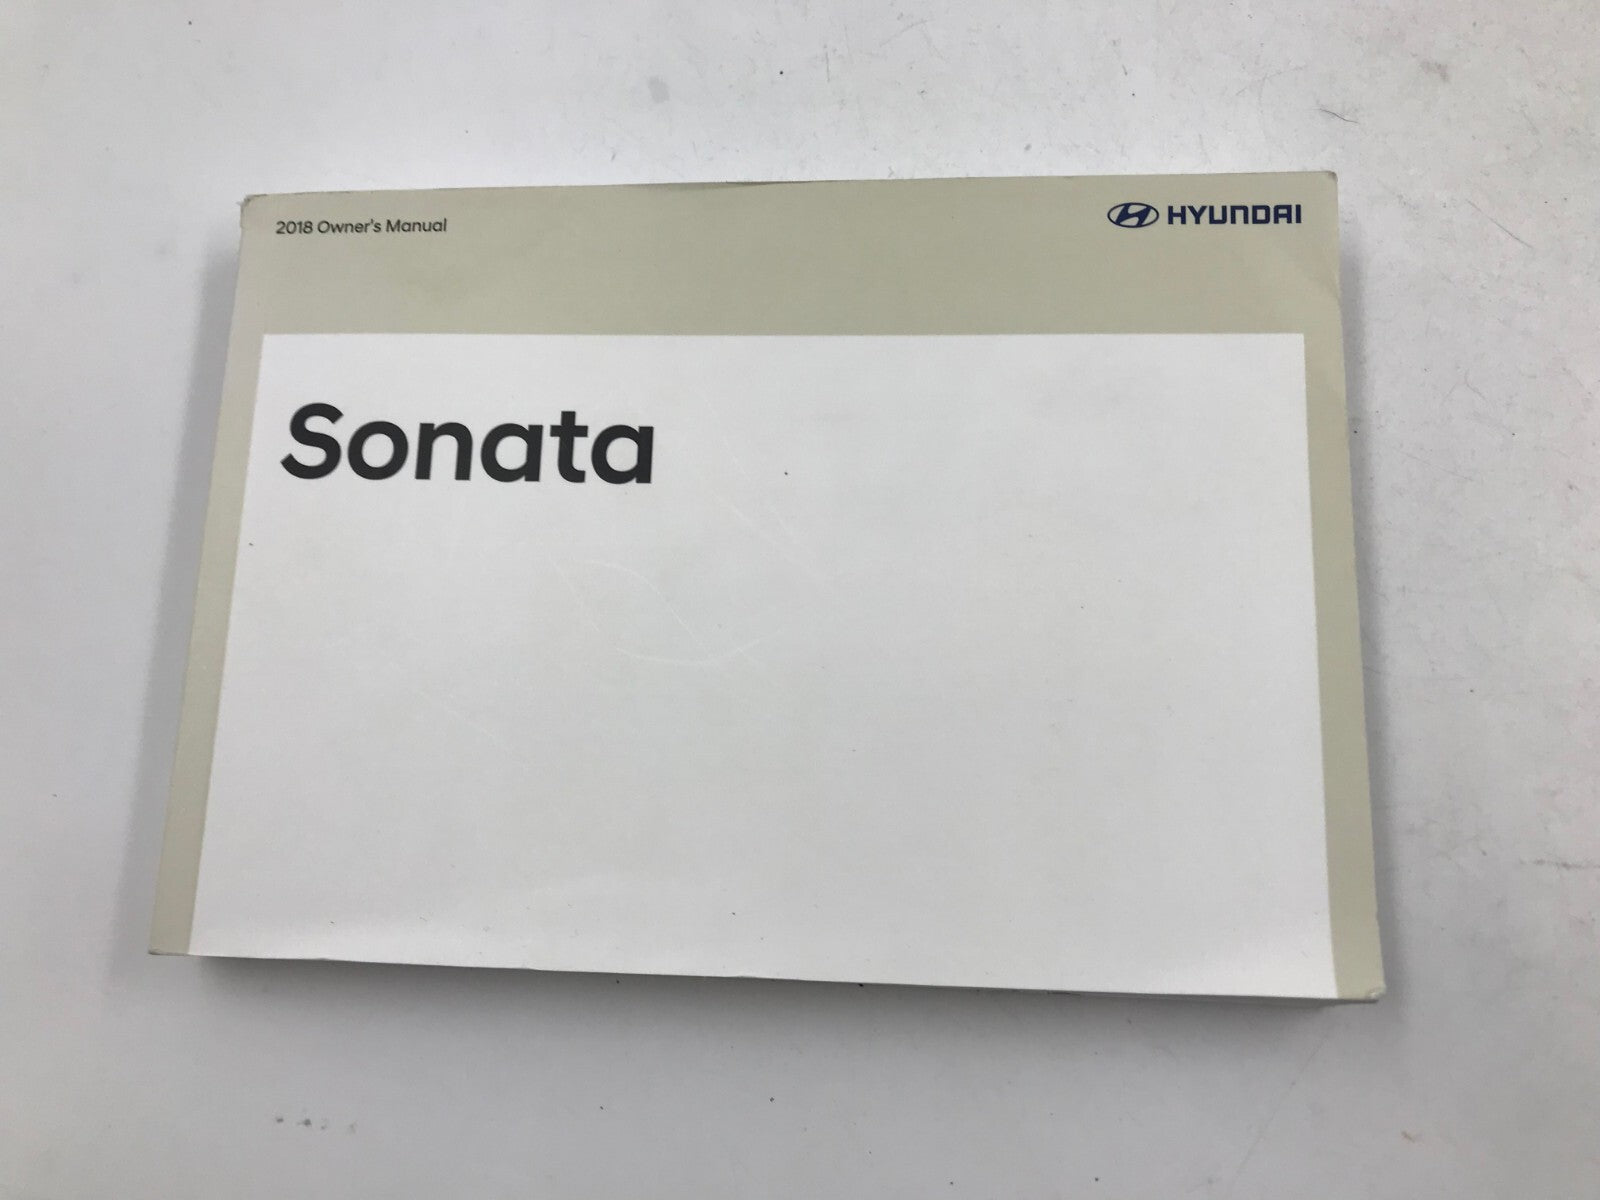 2018 Owner's Manual
HYUNDAI
Sonata